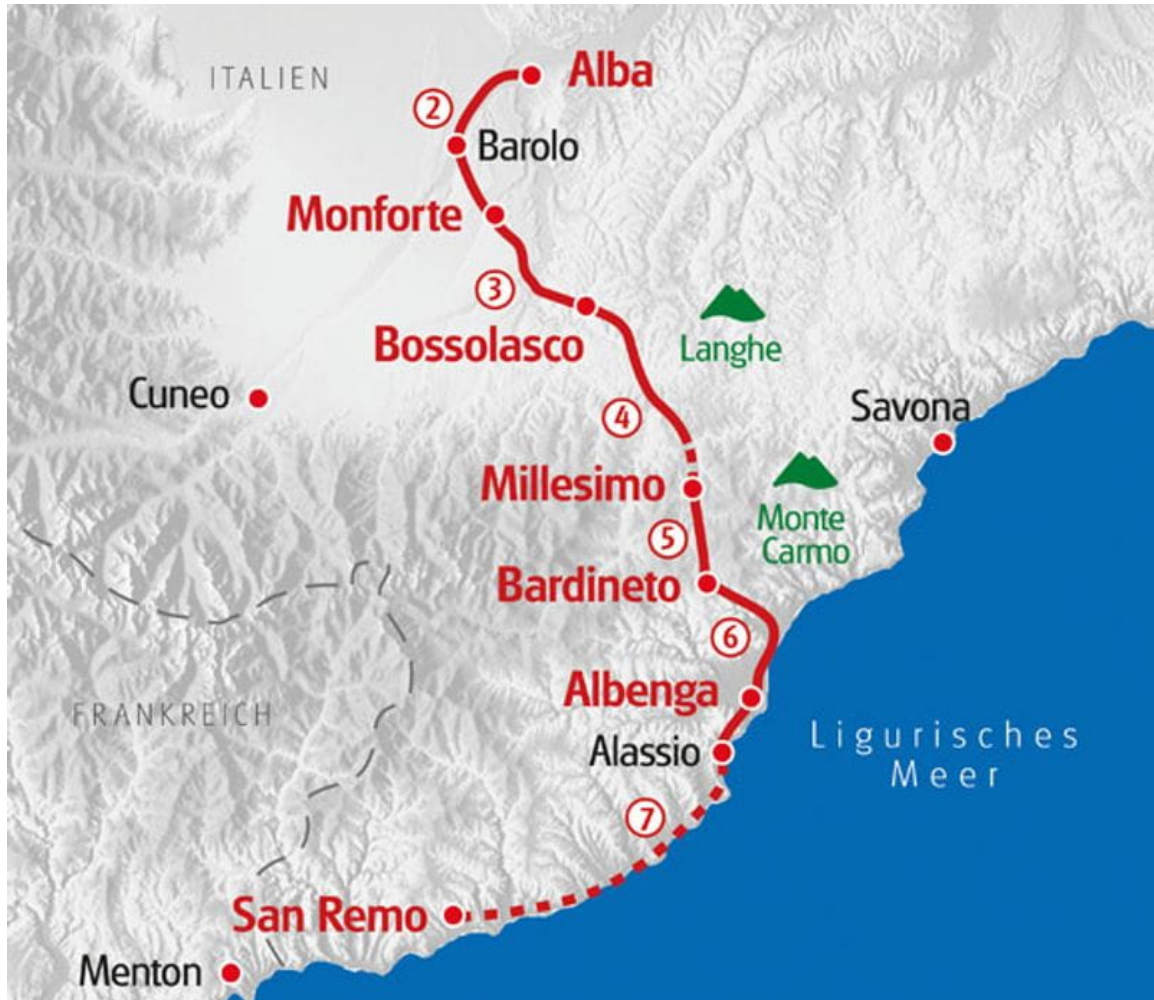 ITALIEN
Alba
2
Barolo
Monforte
3
Bossolasco
Langhe
Cuneo
4
Savona
Millesimo
Monte
Carmo
5
Bardineto
6
Albenga
FRANKREICH
Alassio
Ligurisches
Meer
7
San Remo
Menton